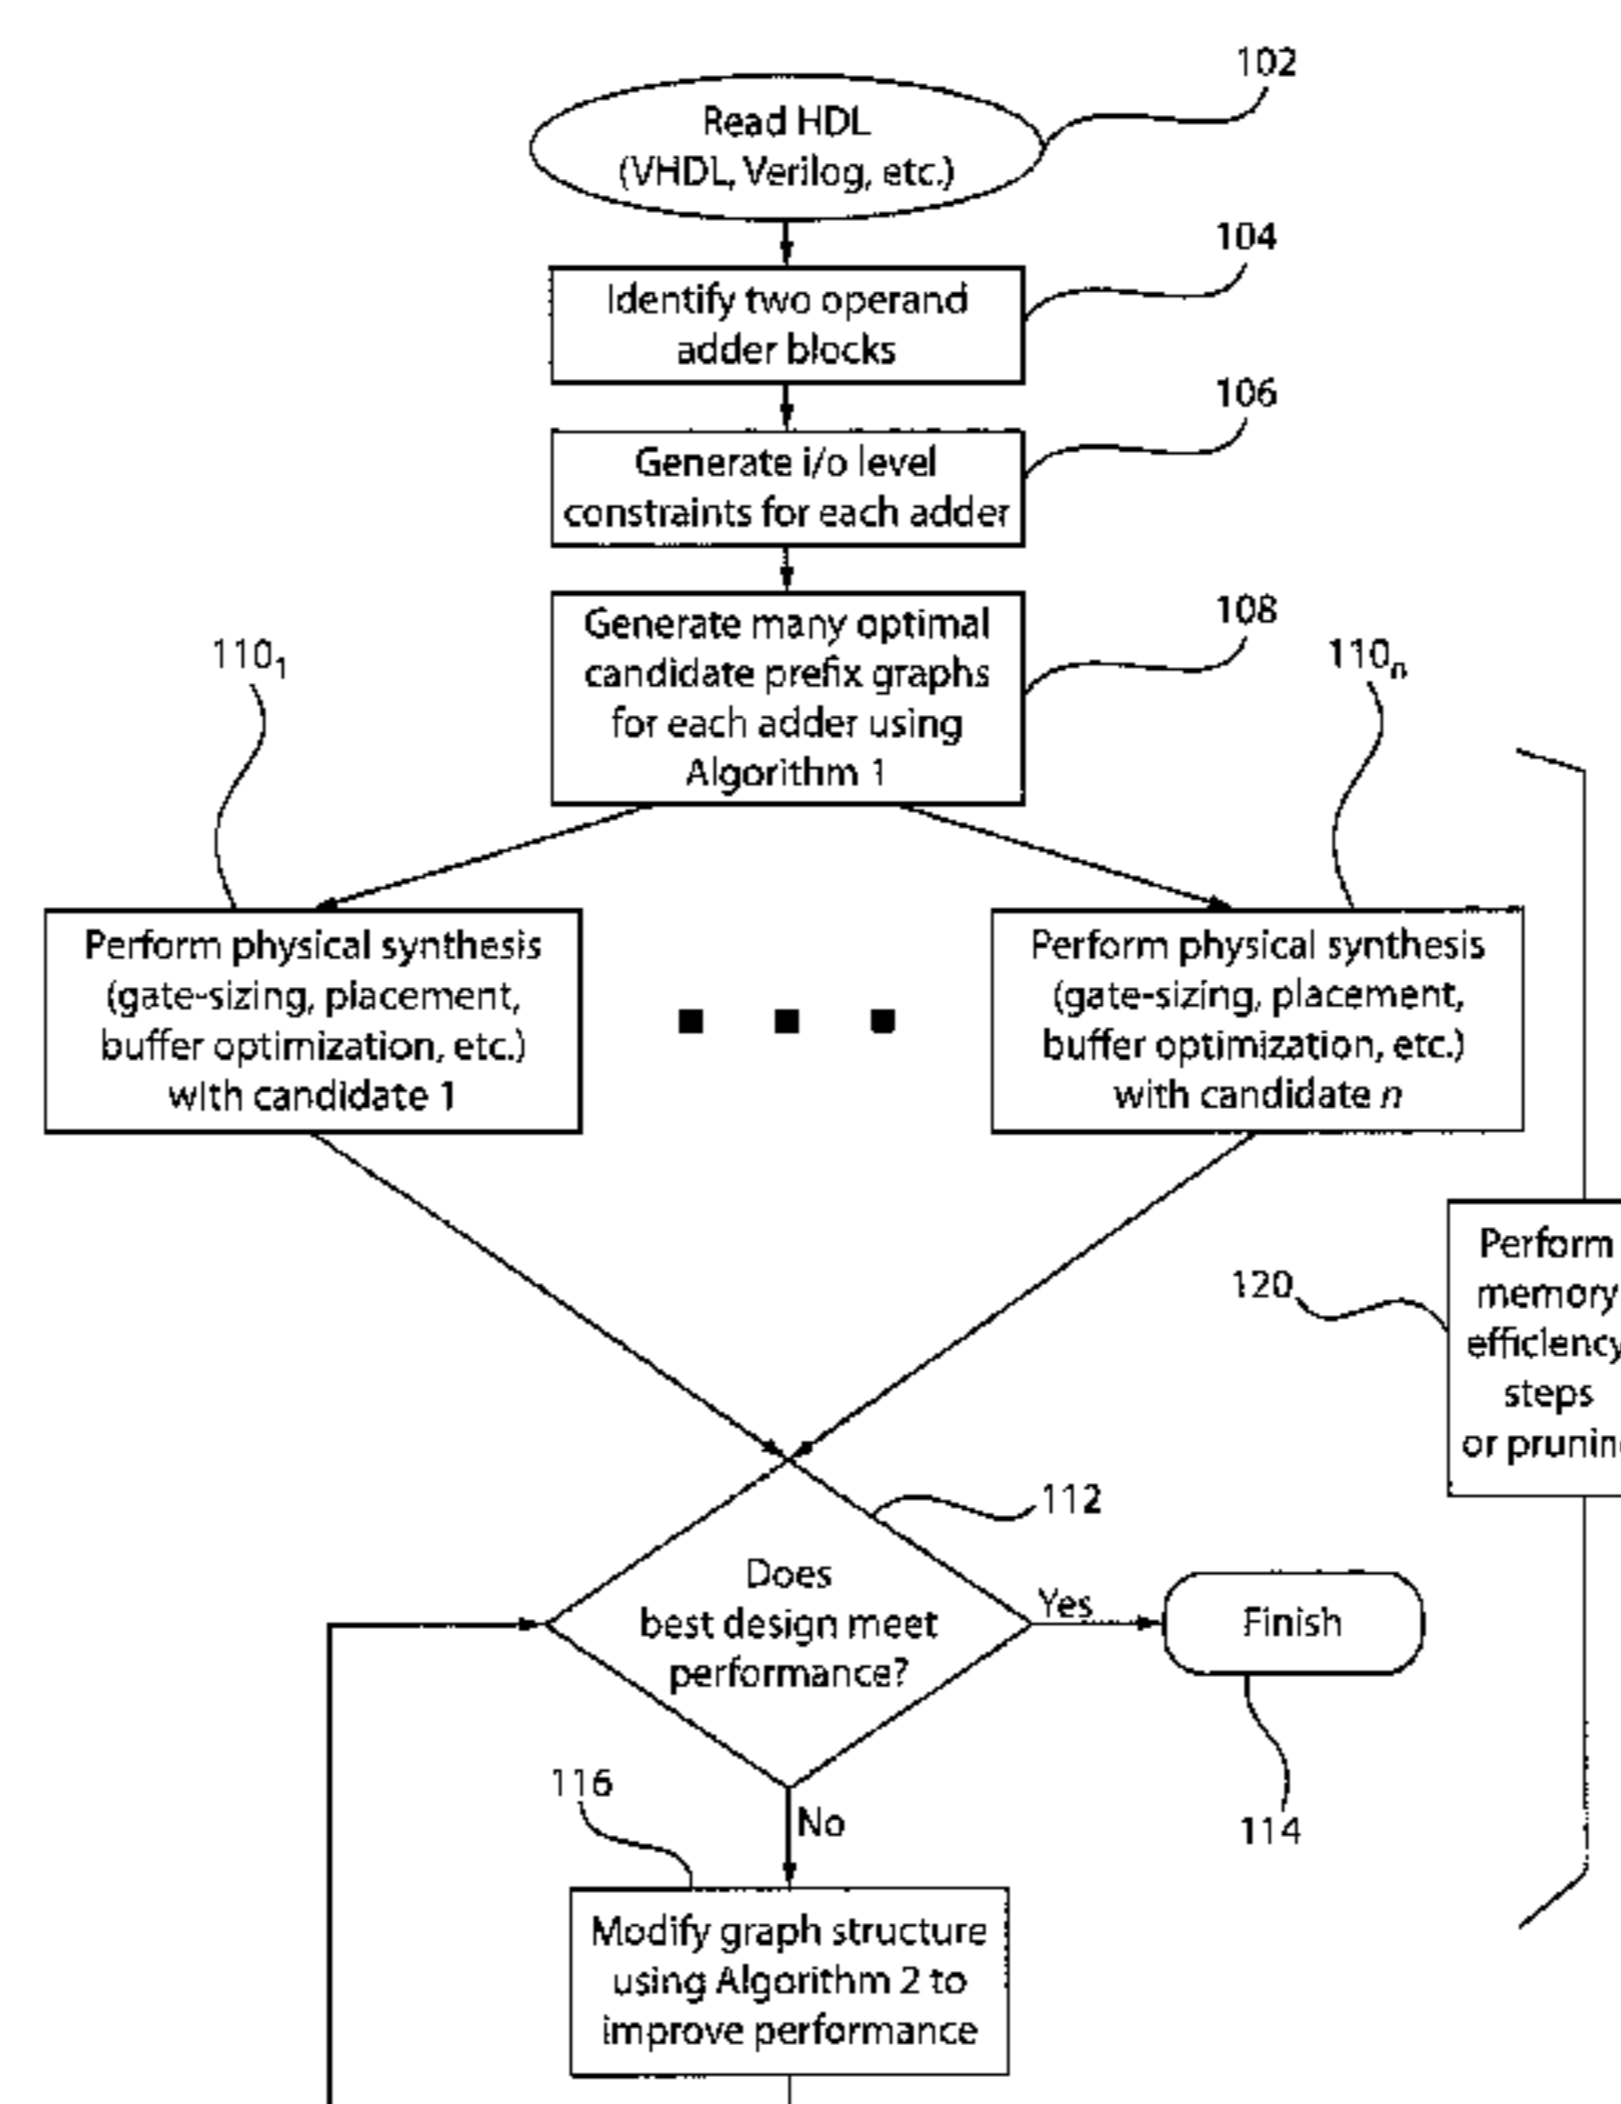 102
Read HDL
(VHDL, Verilog, etc.)
104
Identify two operand
adder blocks
106
Generate i/o level
constraints for each adder
108
Generate many optimal
candidate prefix graphs
for each adder using
Algorithm 1
110₁
110ₙ
Perform physical synthesis
(gate-sizing, placement,
buffer optimization, etc.)
with candidate 1
Perform physical synthesis
(gate-sizing, placement,
buffer optimization, etc.)
with candidate n
120
Perform
memory
efficiency
steps
or prunin
112
Does
best design meet
performance?
Yes
Finish
114
116
No
Modify graph structure
using Algorithm 2 to
improve performance